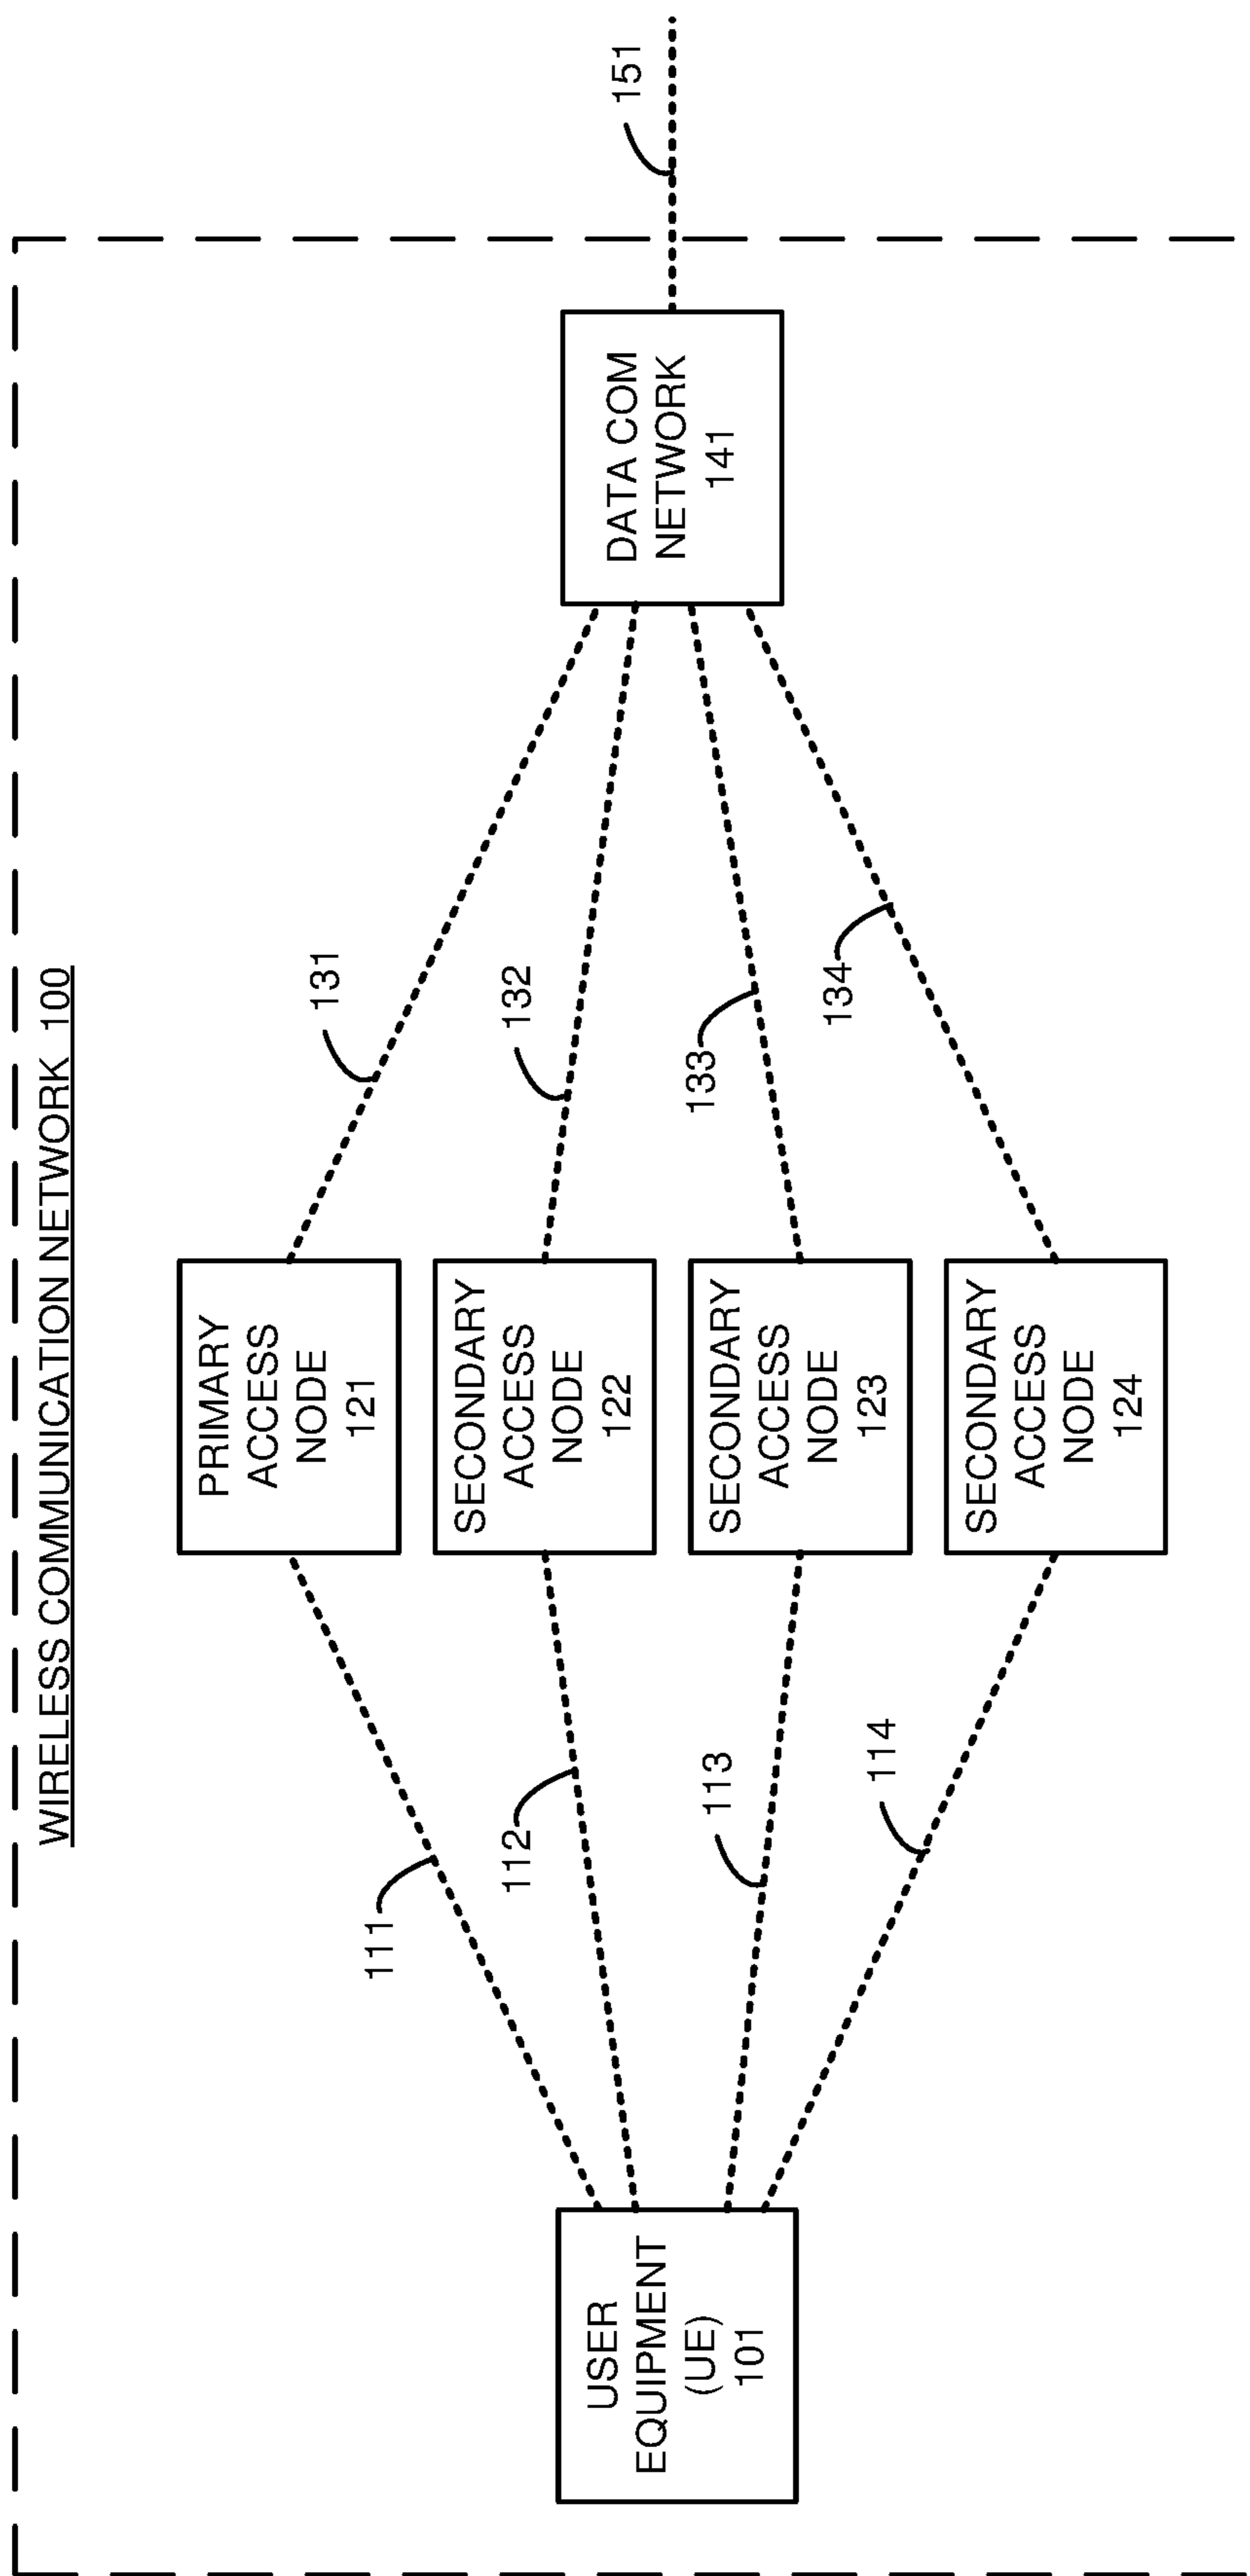 WIRELESS COMMUNICATION NETWORK 100
USER
EQUIPMENT
(UE)
101
111
112
113
114
PRIMARY
ACCESS
NODE
121
SECONDARY
ACCESS
NODE
122
SECONDARY
ACCESS
NODE
123
SECONDARY
ACCESS
NODE
124
131
132
133
134
DATA COM
NETWORK
141
151